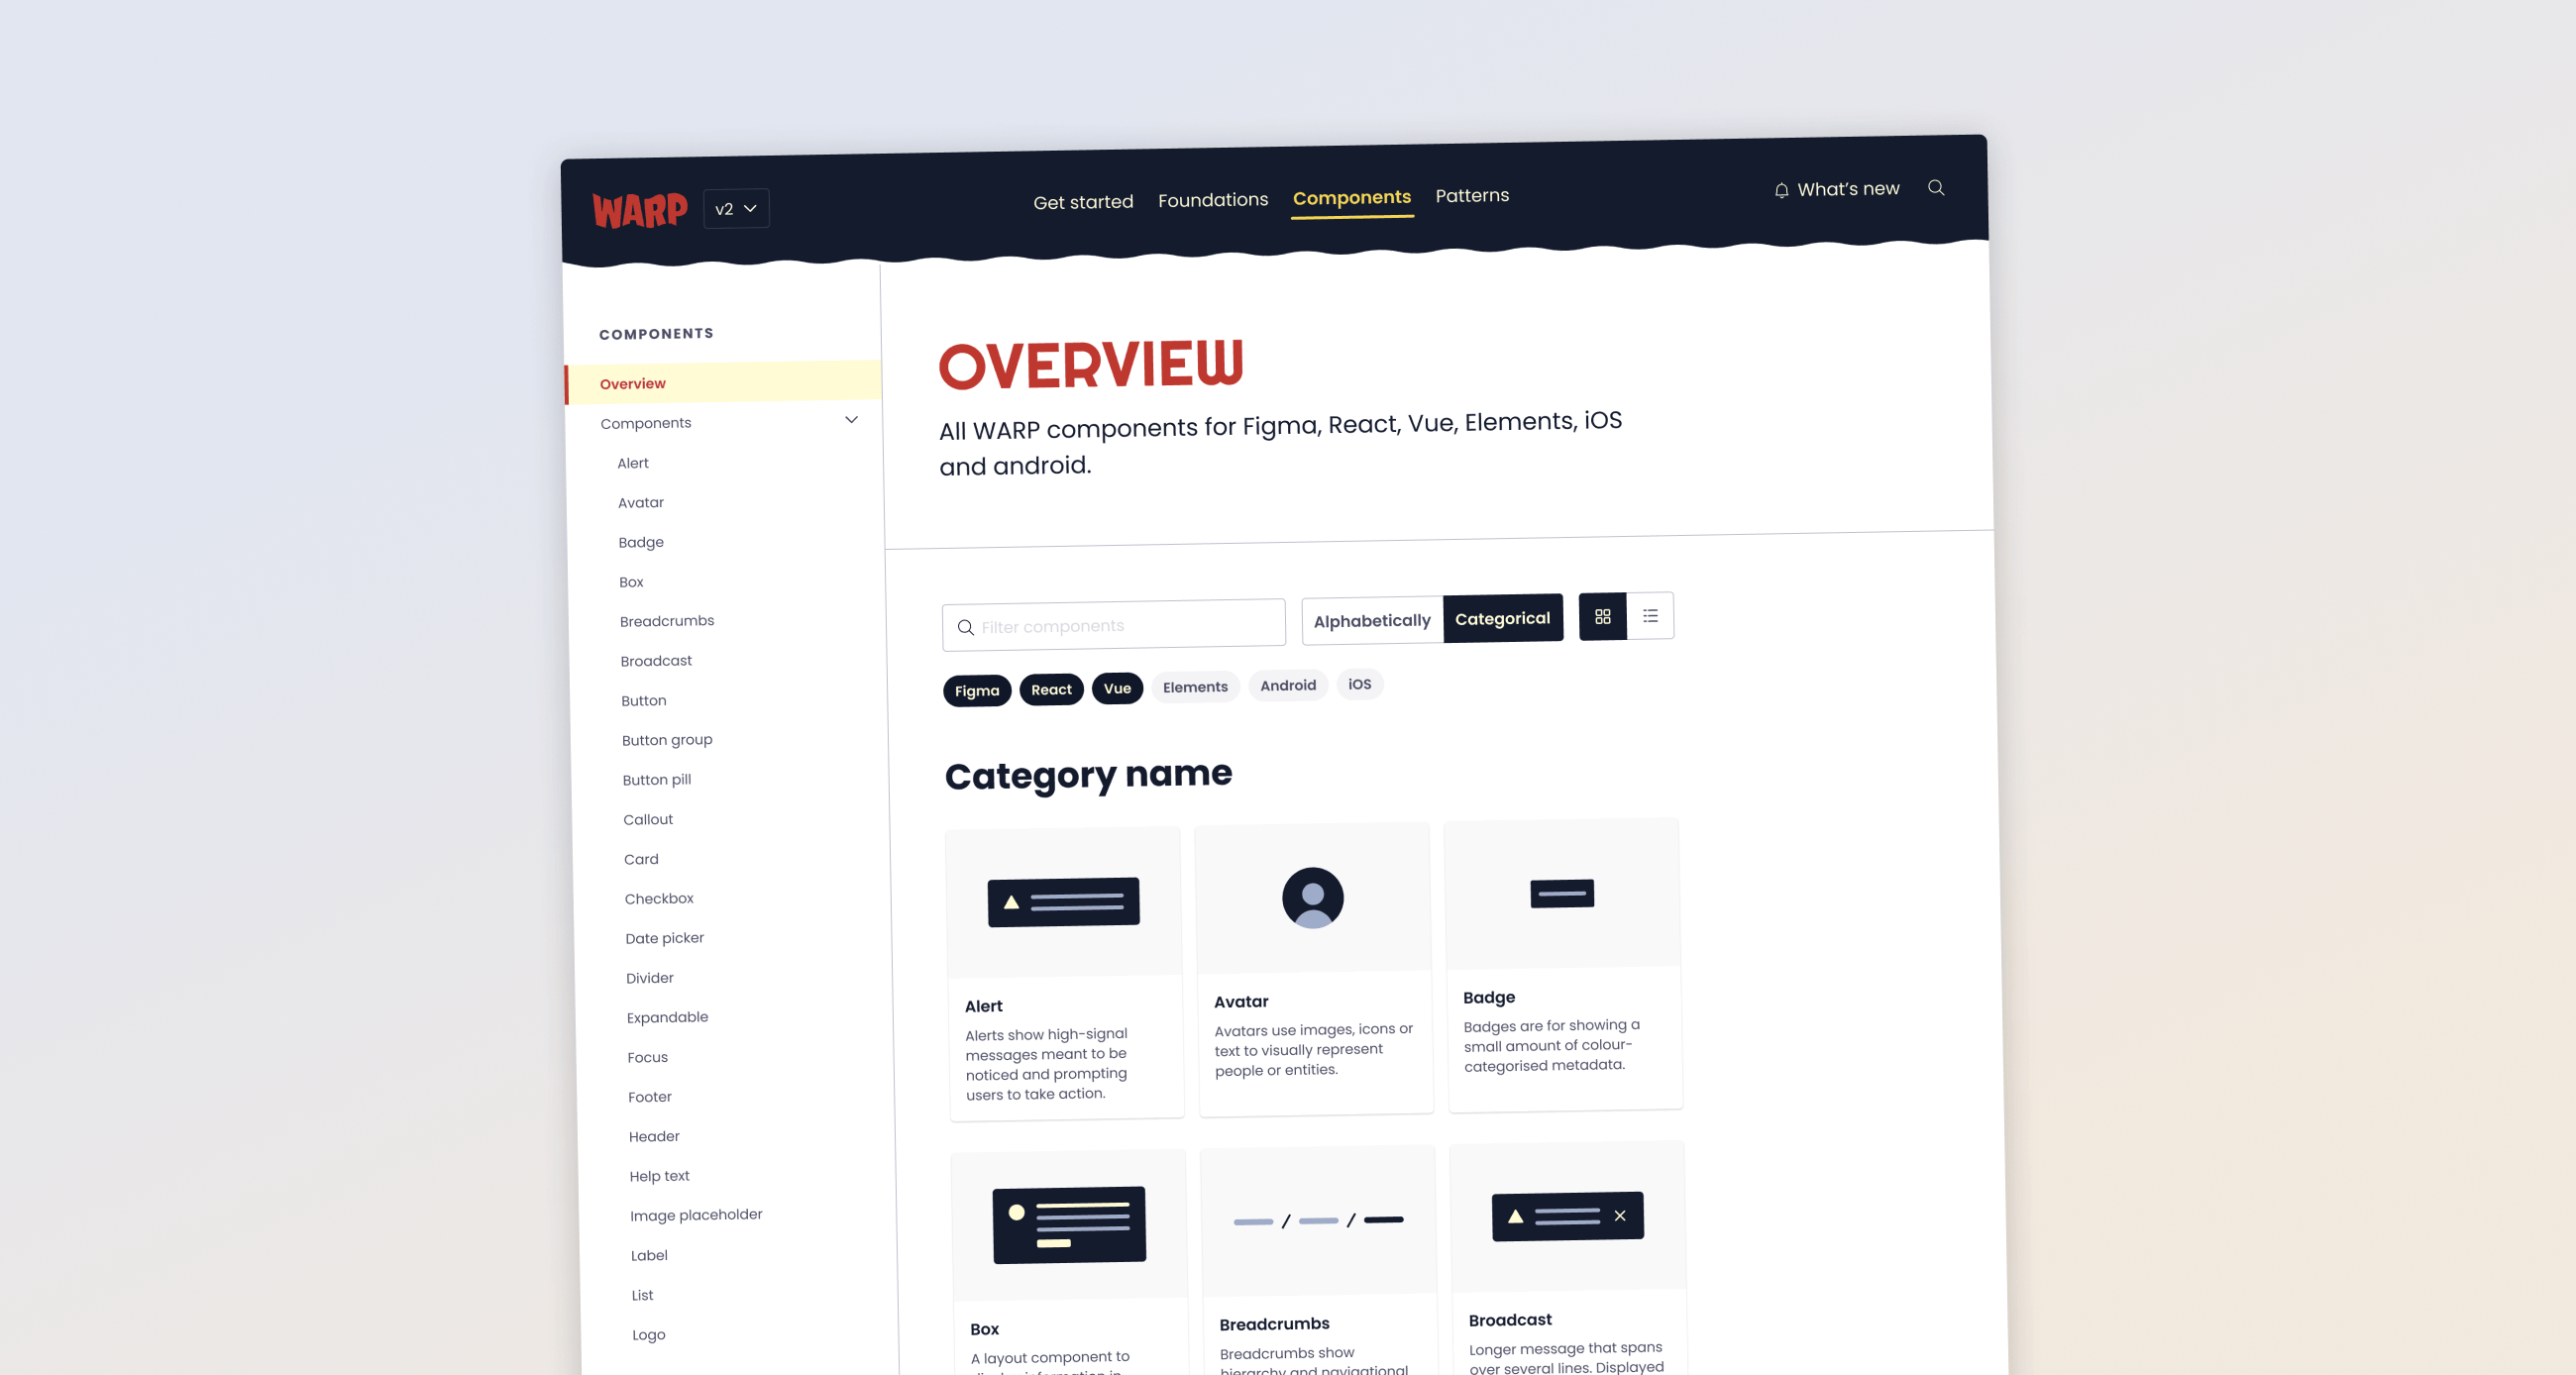 WARP
v2
Get started
Foundations
Components
Patterns
What's new
COMPONENTS
Overview
Components
Alert
Avatar
Badge
Box
Breadcrumbs
Broadcast
Button
Button group
Button pill
Callout
Card
Checkbox
Date picker
Divider
Expandable
Focus
Footer
Header
Help text
Image placeholder
Label
List
Logo
OVERVIEW
All WARP components for Figma, React, Vue, Elements, iOS
and android.
Filter components
Alphabetically
Categorical
Figma
React
Vue
Elements
Android
iOS
Category name
Alert
Alerts show high-signal
messages meant to be
noticed and prompting
users to take action.
Avatar
Avatars use images, icons or
text to visually represent
people or entities.
Badge
Badges are for showing a
small amount of colour-
categorised metadata.
Box
A layout component to
display information in
Breadcrumbs
Breadcrumbs show
hierarchy and navigational
Broadcast
Longer message that spans
over several lines. Displayed